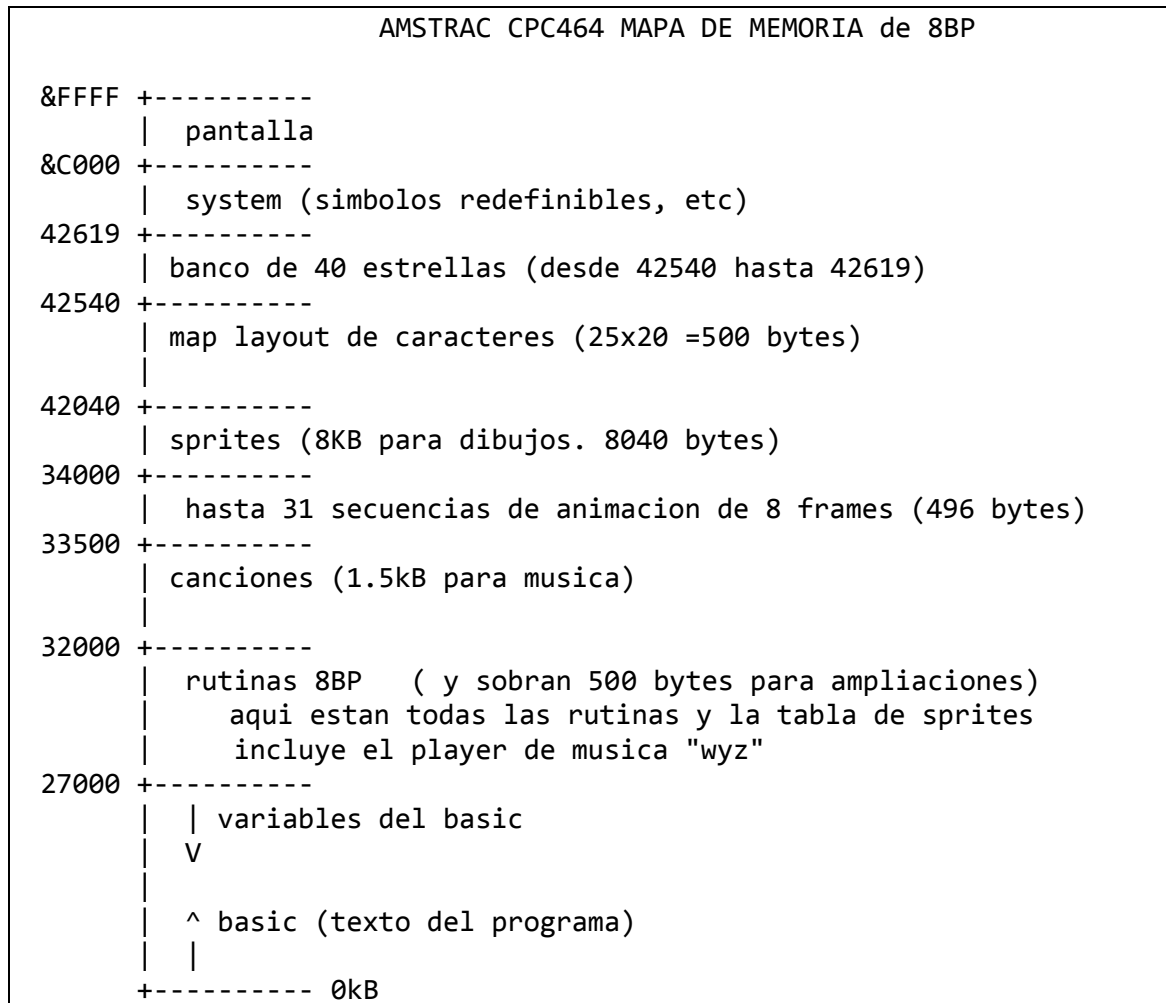 AMSTRAC CPC464 MAPA DE MEMORIA de 8BP
&FFFF +----------
| pantalla
&C000 +----------
| system (simbolos redefinibles, etc)
42619 +----------
| banco de 40 estrellas (desde 42540 hasta 42619)
42540 +----------
| map layout de caracteres (25x20 =500 bytes)
|
42040 +----------
| sprites (8KB para dibujos. 8040 bytes)
34000 +----------
| hasta 31 secuencias de animacion de 8 frames (496 bytes)
33500 +----------
| canciones (1.5kB para musica)
|
32000 +----------
| rutinas 8BP ( y sobran 500 bytes para ampliaciones)
| aqui estan todas las rutinas y la tabla de sprites
| incluye el player de musica "wyz"
27000 +----------
| | variables del basic
| V
|
| ^ basic (texto del programa)
| |
+---------- 0kB